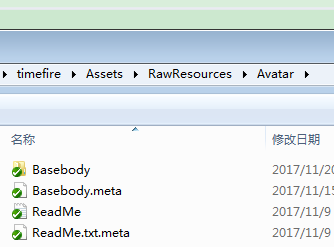 timefire Assets RawResources Avatar
名称 修改日期
Basebody 2017/11/20
Basebody.meta 2017/11/15
ReadMe 2017/11/9
ReadMe.txt.meta 2017/11/9